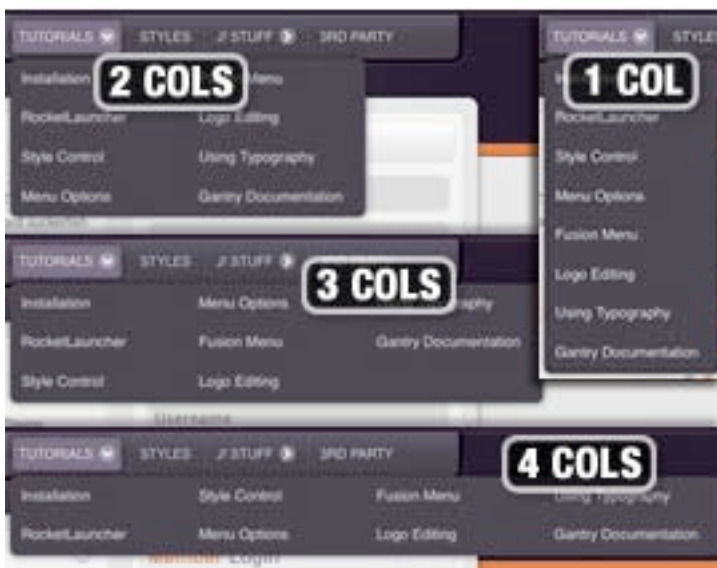 TUTORIALS STYLES // STUFF 3RD PARTY
2 COLS
Installation Menu
RocketLauncher Logo Editing
Style Control Using Typography
Menu Options Gantry Documentation
TUTORIALS STYLES
1 COL
RocketLauncher
Style Control
Menu Options
Fusion Menu
Logo Editing
Using Typography
Gantry Documentation
TUTORIALS STYLES // STUFF
3 COLS
Installation Menu Options
RocketLauncher Fusion Menu Gantry Documentation
Style Control Logo Editing
Username
TUTORIALS STYLES // STUFF 3RD PARTY
4 COLS
Installation Style Control Fusion Menu Using Typography
RocketLauncher Menu Options Logo Editing Gantry Documentation
Login